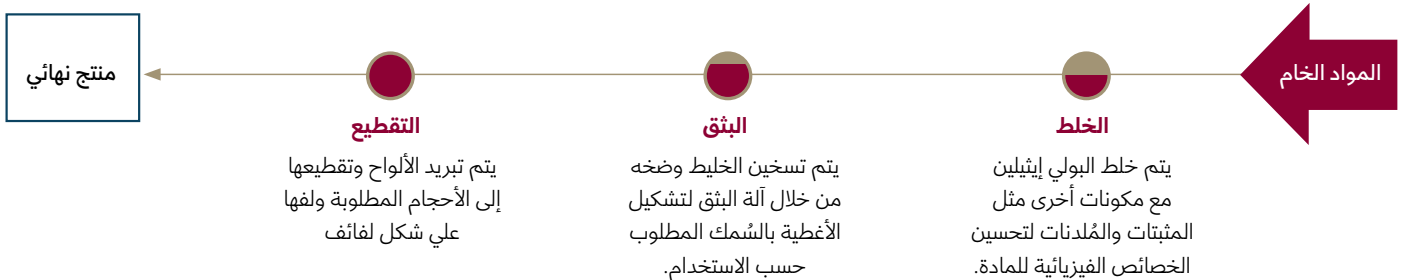 المواد الخام
الخلط
يتم خلط البولي إيثيلين
مع مكونات أخرى مثل
المثبتات والمُلدنات لتحسين
الخصائص الفيزيائية للمادة.
البثق
يتم تسخين الخليط وضخه
من خلال آلة البثق لتشكيل
الأغطية بالسُمك المطلوب
حسب الاستخدام.
التقطيع
يتم تبريد الألواح وتقطيعها
إلى الأحجام المطلوبة ولفها
علي شكل لفائف
منتج نهائي